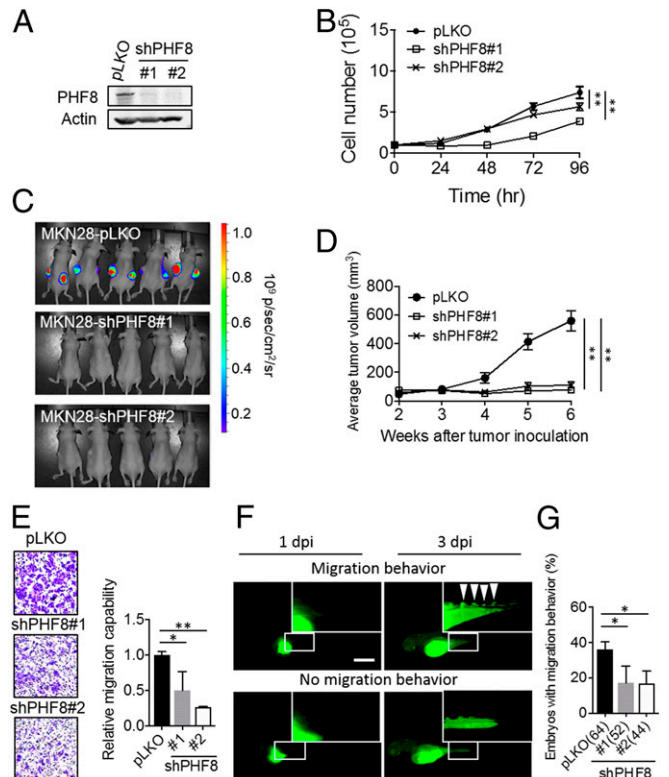 A
pLKO
shPHF8
#1 #2
PHF8
Actin
B
Cell number (10⁵)
15
10
5
0
0 24 48 72 96
Time (hr)
pLKO
shPHF8#1
shPHF8#2
**
**
C
MKN28-pLKO
MKN28-shPHF8#1
MKN28-shPHF8#2
1.0
0.8
0.6
0.4
0.2
10⁹ p/sec/cm²/sr
D
Average tumor volume (mm³)
800
600
400
200
0
2 3 4 5 6
Weeks after tumor inoculation
pLKO
shPHF8#1
shPHF8#2
**
**
E
pLKO
shPHF8#1
shPHF8#2
Relative migration capability
1.5
1.0
0.5
0.0
**
*
pLKO
#1
#2
shPHF8
F
1 dpi 3 dpi
Migration behavior
No migration behavior
G
Embryos with migration behavior (%)
60
40
20
0
*
*
pLKO(64)
#1(52)
#2(44)
shPHF8